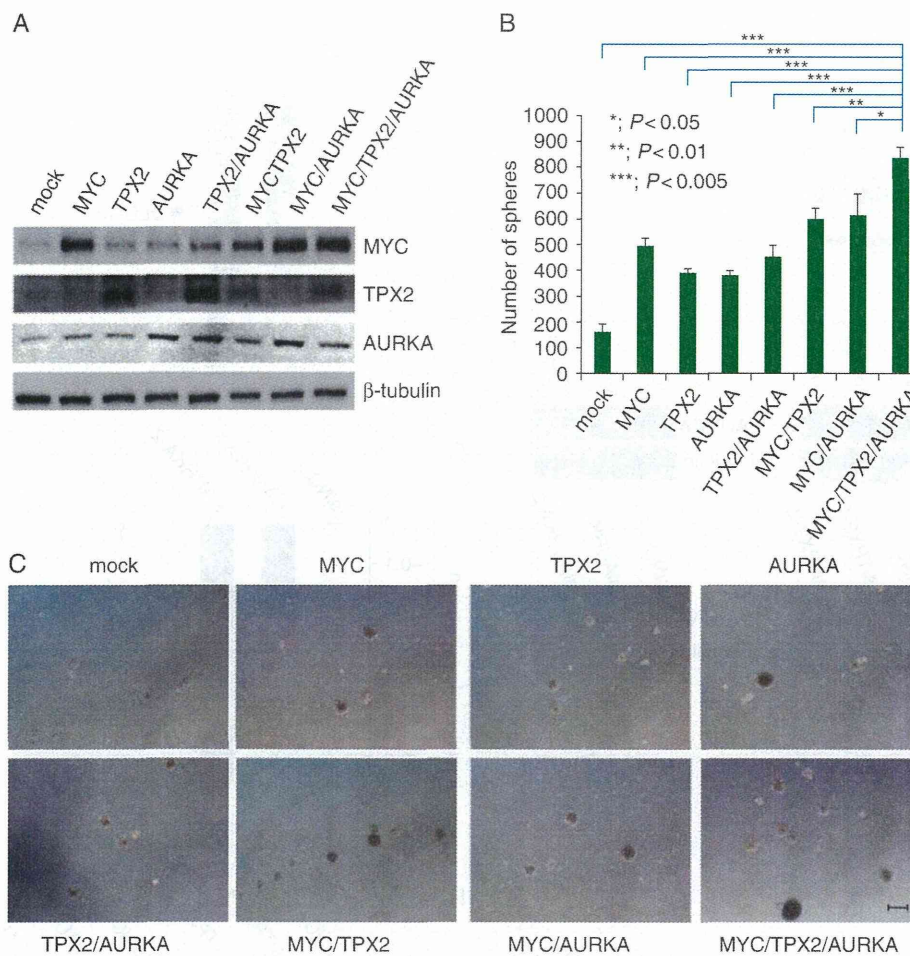 A
mock
MYC
TPX2
AURKA
TPX2/AURKA
MYCTPX2
MYC/AURKA
MYC/TPX2/AURKA
MYC
TPX2
AURKA
β-tubulin
B
***
***
***
***
***
**
*
*; P<0.05
**; P<0.01
***; P<0.005
Number of spheres
1000
900
800
700
600
500
400
300
200
100
0
mock
MYC
TPX2
AURKA
TPX2/AURKA
MYC/TPX2
MYC/AURKA
MYC/TPX2/AURKA
C
mock MYC TPX2 AURKA
TPX2/AURKA MYC/TPX2 MYC/AURKA MYC/TPX2/AURKA